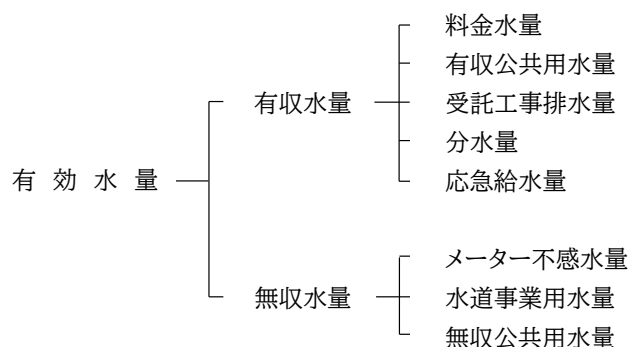 料金水量
有収公共用水量
有収水量
受託工事排水量
分水量
有効水量
応急給水量
メーター不感水量
無収水量
水道事業用水量
無収公共用水量